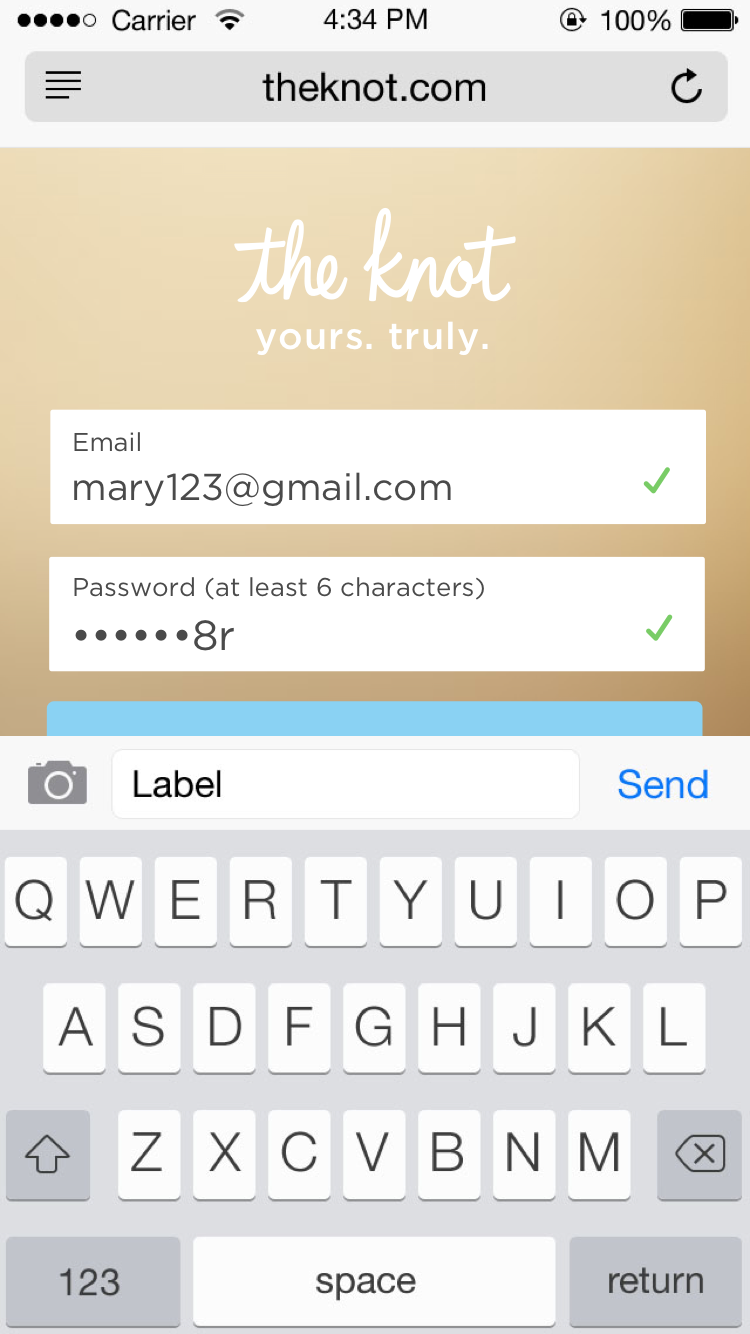 Carrier 4:34 PM 100%
theknot.com
the knot
yours. truly.
Email
mary123@gmail.com
Password (at least 6 characters)
••••••8r
Label Send
Q W E R T Y U I O P
A S D F G H J K L
Z X C V B N M
123 space return